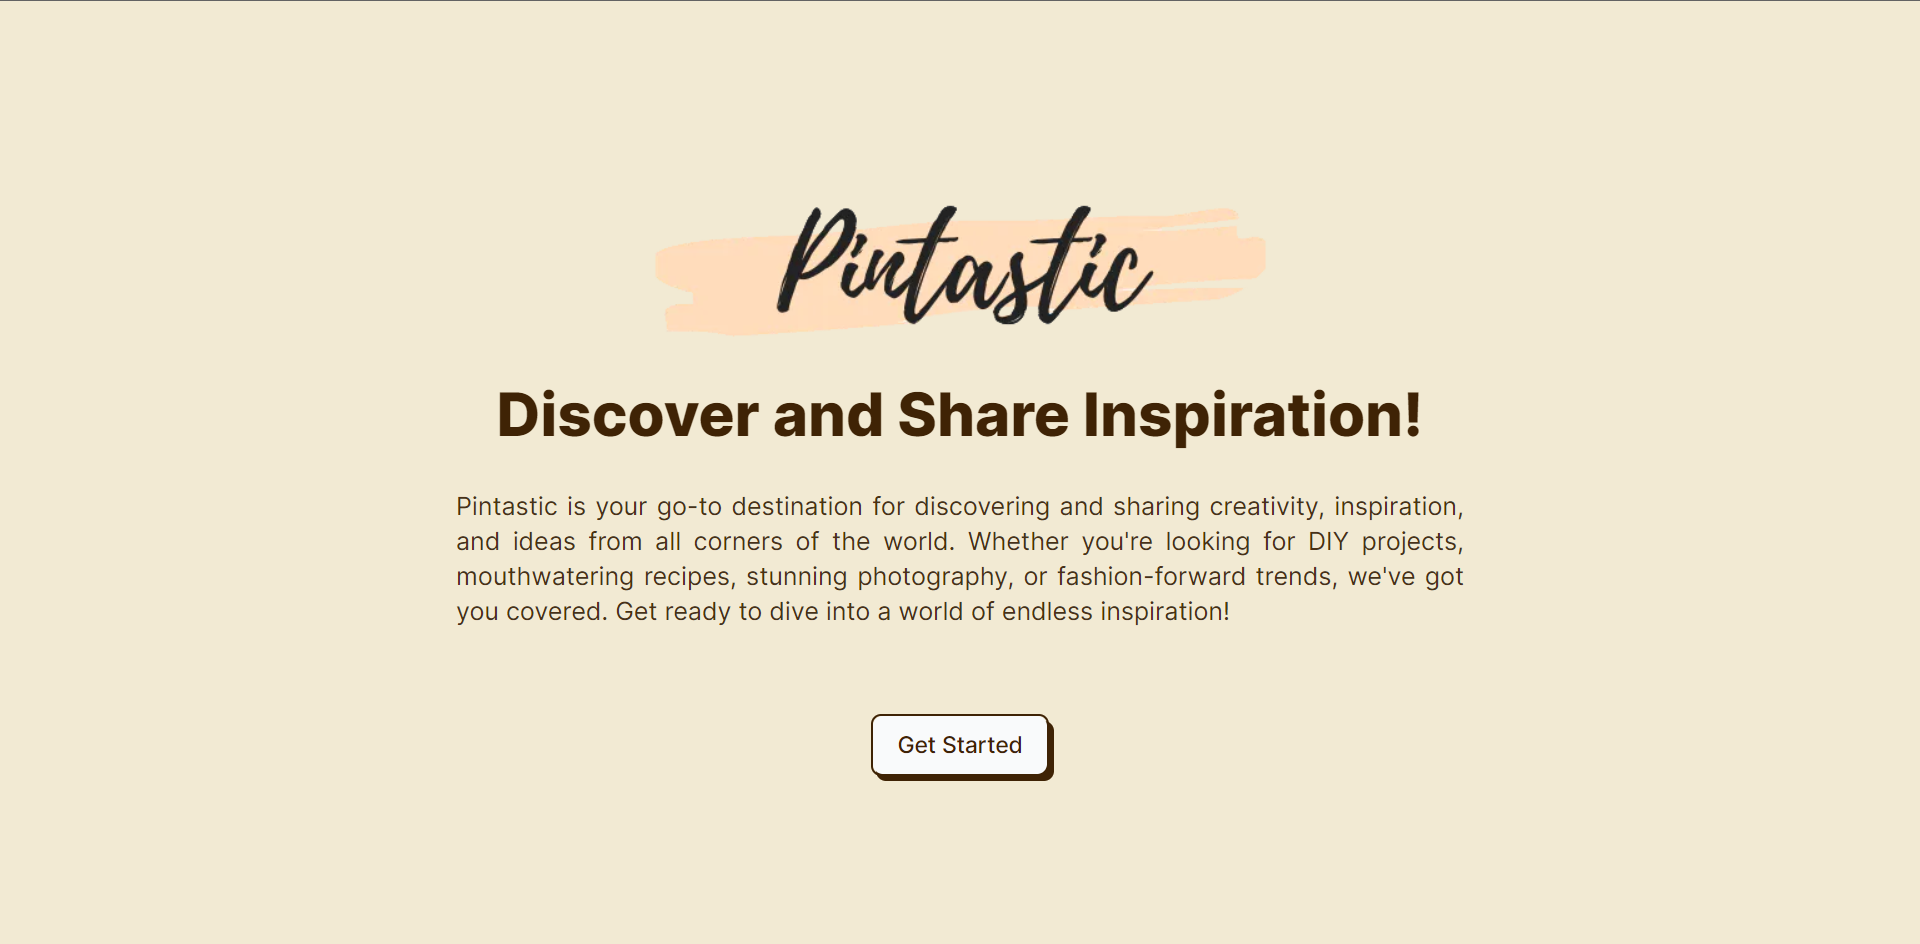 Pintastic
Discover and Share Inspiration!
Pintastic is your go-to destination for discovering and sharing creativity, inspiration,
and ideas from all corners of the world. Whether you're looking for DIY projects,
mouthwatering recipes, stunning photography, or fashion-forward trends, we've got
you covered. Get ready to dive into a world of endless inspiration!
Get Started